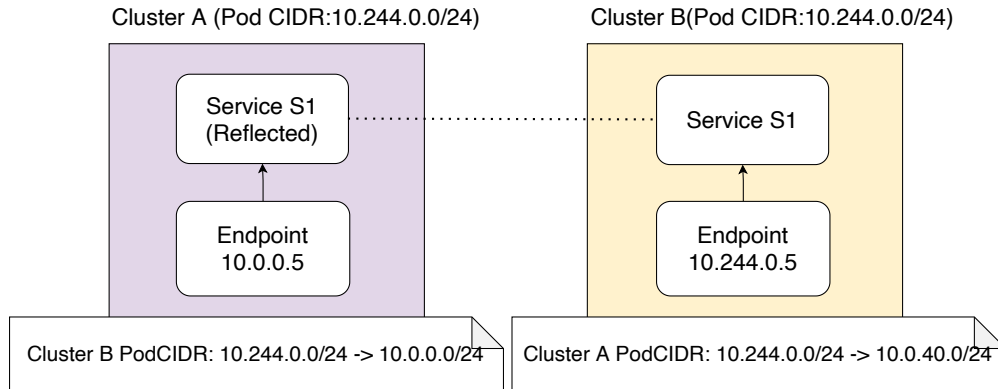 Cluster A (Pod CIDR:10.244.0.0/24)
Cluster B(Pod CIDR:10.244.0.0/24)
Service S1
(Reflected)
Service S1
Endpoint
10.0.0.5
Endpoint
10.244.0.5
Cluster B PodCIDR: 10.244.0.0/24 -> 10.0.0.0/24
Cluster A PodCIDR: 10.244.0.0/24 -> 10.0.40.0/24